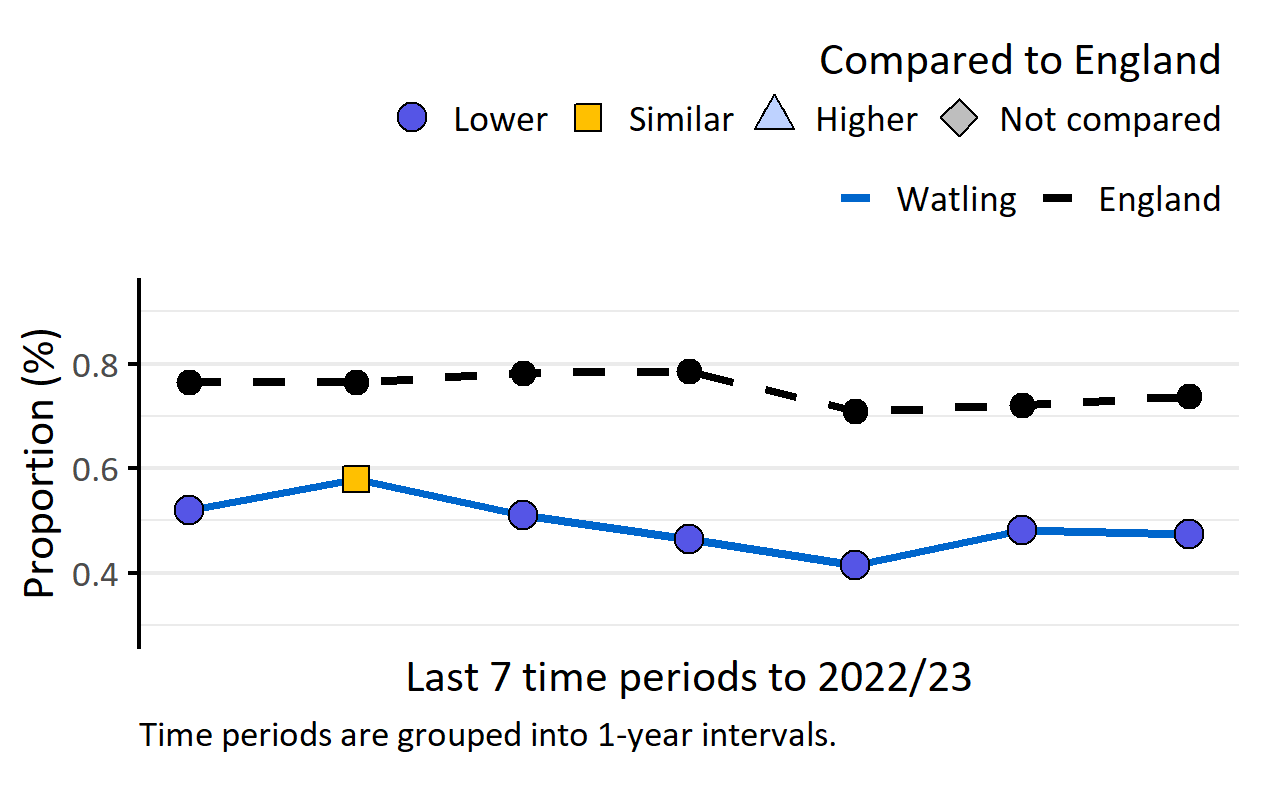 Compared to England
Lower Similar Higher Not compared
Watling England
Proportion (%)
0.8
0.6
0.4
Last 7 time periods to 2022/23
Time periods are grouped into 1-year intervals.